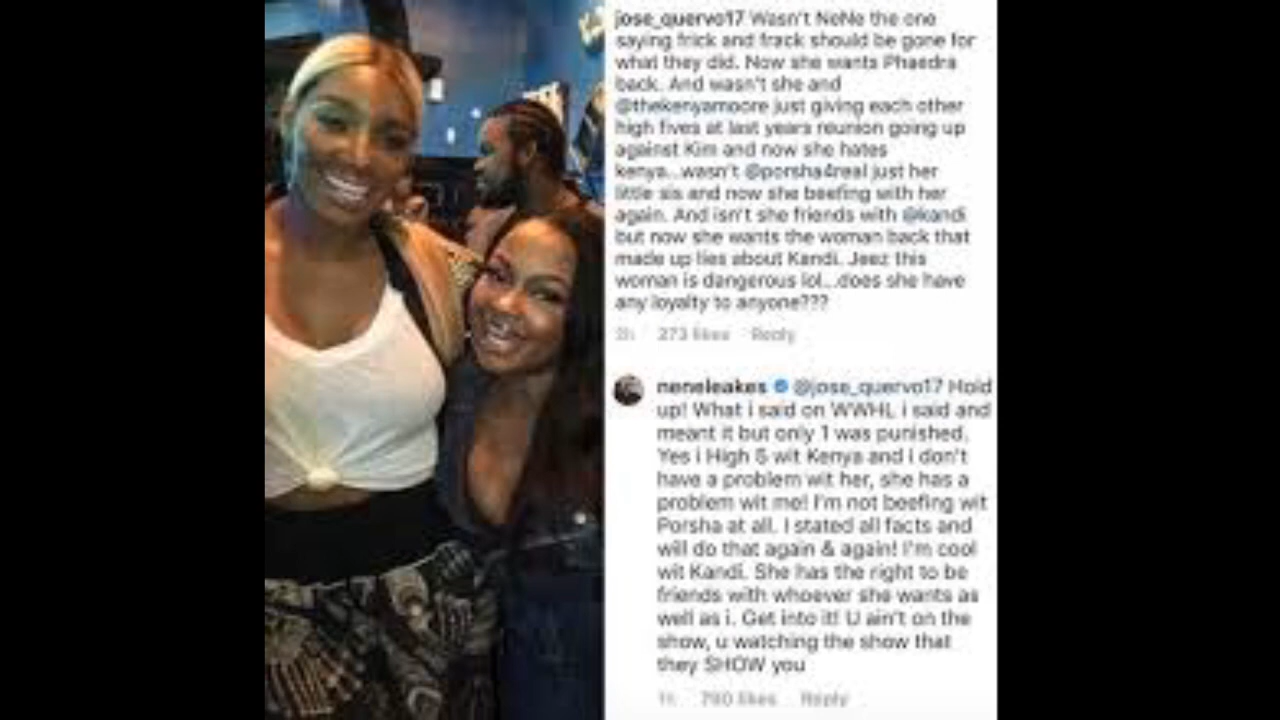 jose_quervo17 Wasn't NeNe the one
saying frick and frack should be gone for
what they did. Now she wants Phaedra
back. And wasn't she and
@thekenyamoore just giving each other
high fives at last years reunion going up
against Kim and now she hates
kenya...wasn't @porsha4real just her
little sis and now she beefing with her
again. And isn't she friends with @kandi
but now she wants the woman back that
made up lies about Kandi. Jeez this
woman is dangerous lol...does she have
any loyalty to anyone???
273 likes Reply
neneleakes @jose_quervo17 Hold
up! What i said on WWHL i said and
meant it but only 1 was punished.
Yes i High 5 wit Kenya and i don't
have a problem wit her, she has a
problem wit me! I'm not beefing wit
Porsha at all. I stated all facts and
will do that again & again! I'm cool
wit Kandi. She has the right to be
friends with whoever she wants as
well as i. Get into it! U ain't on the
show, u watching the show that
they SHOW you
1h 790 likes Reply